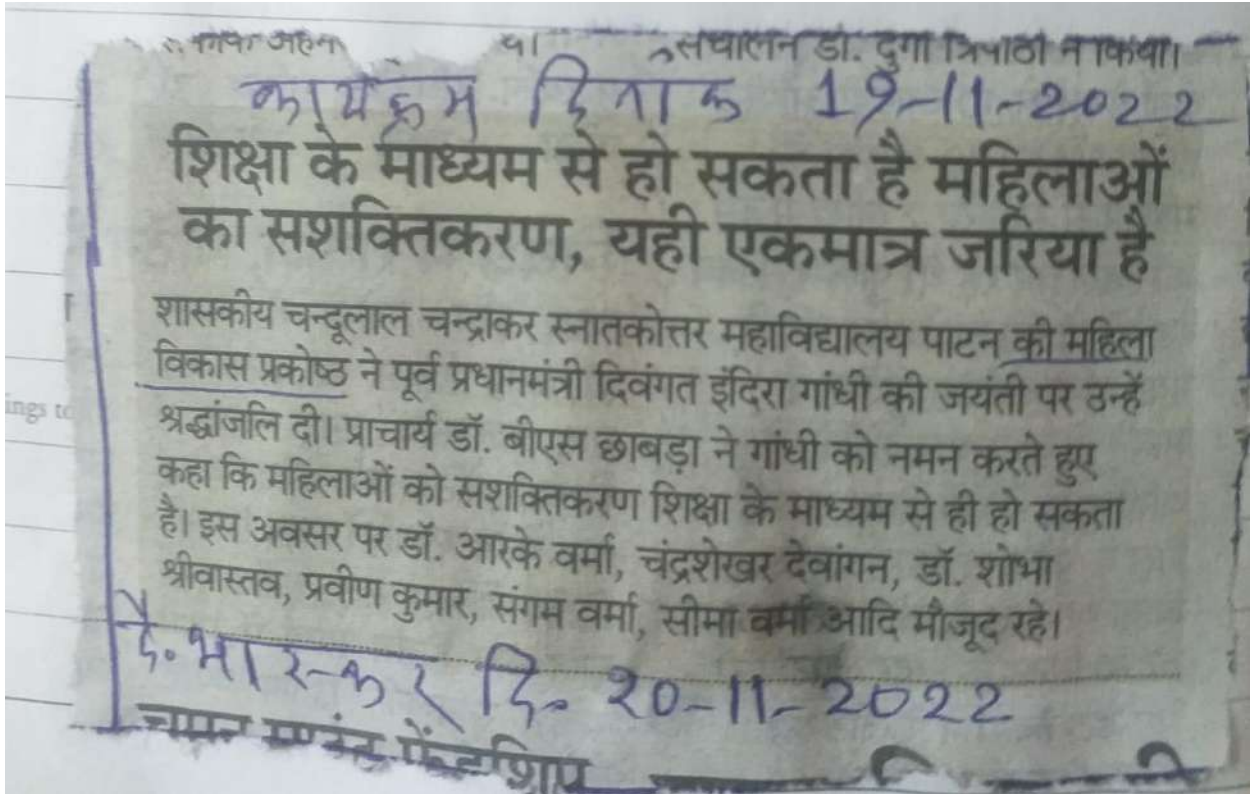 संचालन डॉ. दुर्गा त्रिपाठी ने किया।
कार्यक्रम दिनांक 19-11-2022
शिक्षा के माध्यम से हो सकता है महिलाओं
का सशक्तिकरण, यही एकमात्र जरिया है
शासकीय चन्दूलाल चन्द्राकर स्नातकोत्तर महाविद्यालय पाटन की महिला
विकास प्रकोष्ठ ने पूर्व प्रधानमंत्री दिवंगत इंदिरा गांधी की जयंती पर उन्हें
श्रद्धांजलि दी। प्राचार्य डॉ. बीएस छाबड़ा ने गांधी को नमन करते हुए
कहा कि महिलाओं को सशक्तिकरण शिक्षा के माध्यम से ही हो सकता
है। इस अवसर पर डॉ. आरके वर्मा, चंद्रशेखर देवांगन, डॉ. शोभा
श्रीवास्तव, प्रवीण कुमार, संगम वर्मा, सीमा वर्मा आदि मौजूद रहे।
दै. भास्कर दि. 20-11-2022
ings to